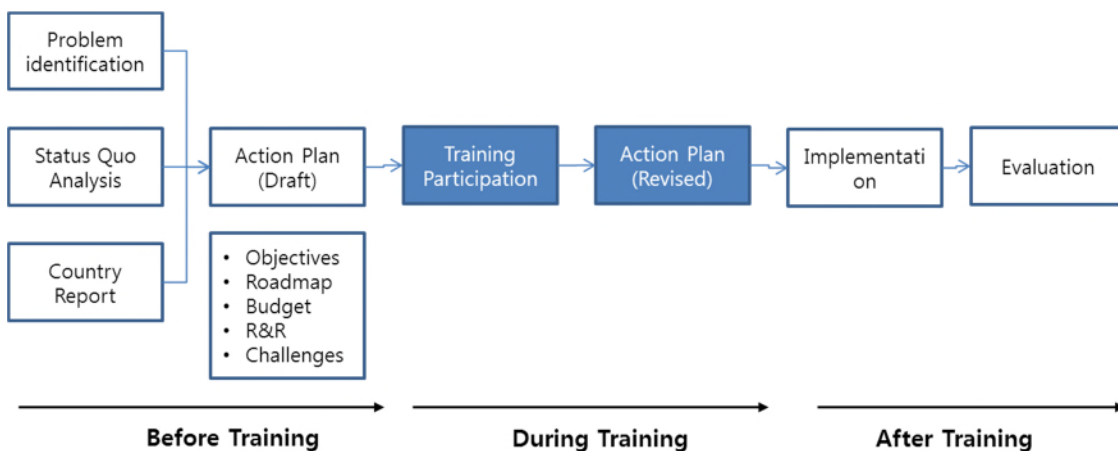 Problem
identification
Status Quo
Analysis
Country
Report
Action Plan
(Draft)
• Objectives
• Roadmap
• Budget
• R&R
• Challenges
Training
Participation
Action Plan
(Revised)
Implementati
on
Evaluation
Before Training
During Training
After Training